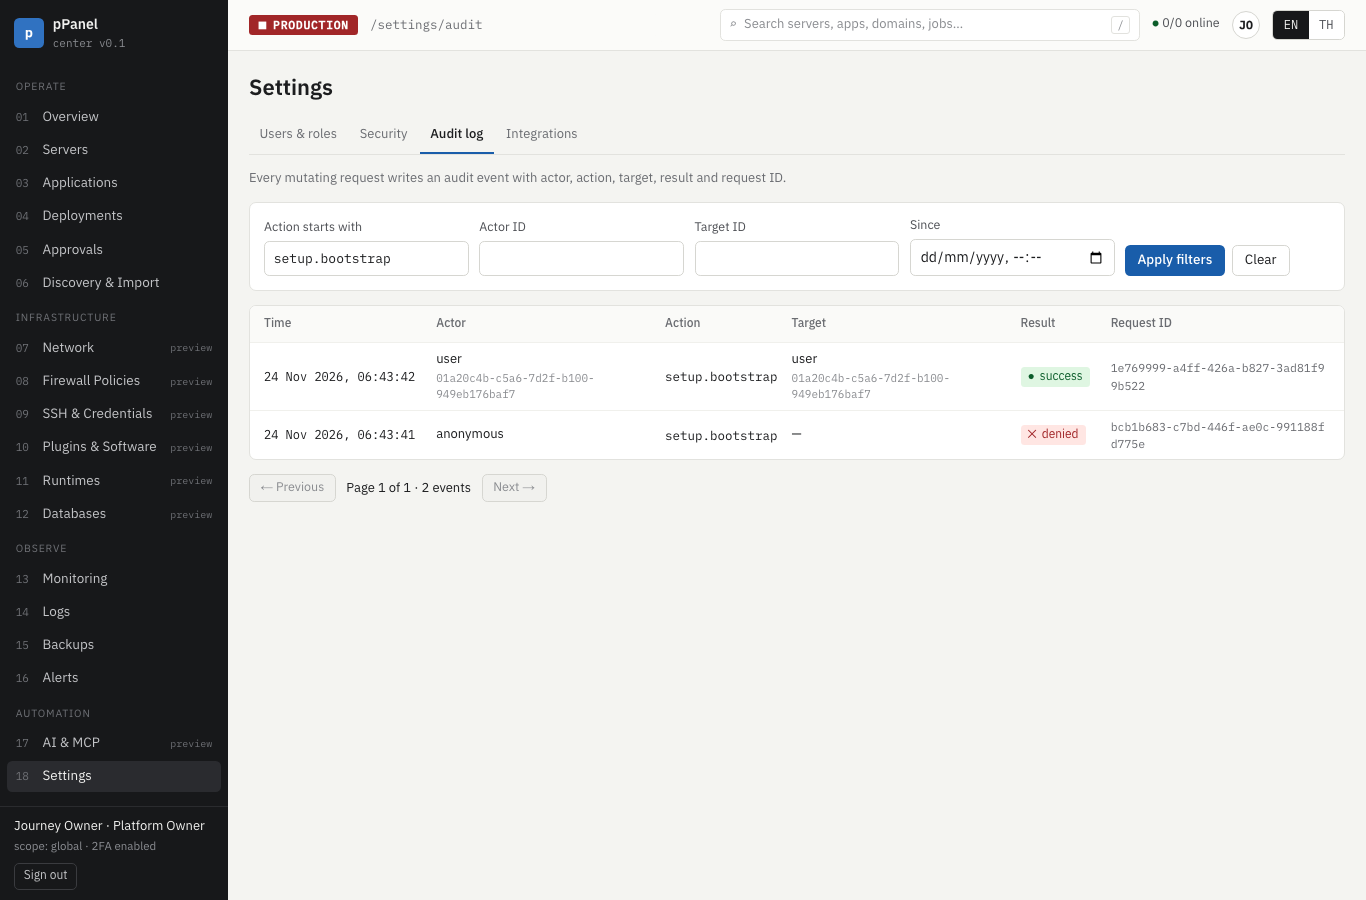 pPanel
center v0.1
OPERATE
01 Overview
02 Servers
03 Applications
04 Deployments
05 Approvals
06 Discovery & Import
INFRASTRUCTURE
07 Network preview
08 Firewall Policies preview
09 SSH & Credentials preview
10 Plugins & Software preview
11 Runtimes preview
12 Databases preview
OBSERVE
13 Monitoring
14 Logs
15 Backups
16 Alerts
AUTOMATION
17 AI & MCP preview
18 Settings
Journey Owner · Platform Owner
scope: global · 2FA enabled
Sign out
PRODUCTION /settings/audit Search servers, apps, domains, jobs... / 0/0 online JO EN TH
Settings
Users & roles Security Audit log Integrations
Every mutating request writes an audit event with actor, action, target, result and request ID.
Action starts with Actor ID Target ID Since
setup.bootstrap dd/mm/yyyy, --:-- Apply filters Clear
Time Actor Action Target Result Request ID
24 Nov 2026, 06:43:42 user setup.bootstrap user success 1e769999-a4ff-426a-b827-3ad81f9
01a20c4b-c5a6-7d2f-b100- 01a20c4b-c5a6-7d2f-b100- 9b522
949eb176baf7 949eb176baf7
24 Nov 2026, 06:43:41 anonymous setup.bootstrap — denied bcb1b683-c7bd-446f-ae0c-991188f
d775e
← Previous Page 1 of 1 · 2 events Next →